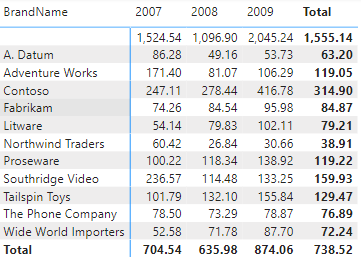 BrandName 2007 2008 2009 Total
1,524.54 1,096.90 2,045.24 1,555.14
A. Datum 86.28 49.16 53.73 63.20
Adventure Works 171.40 81.07 106.29 119.05
Contoso 247.11 278.44 416.78 314.90
Fabrikam 74.26 84.54 95.98 84.87
Litware 54.14 79.83 102.11 79.21
Northwind Traders 60.42 26.84 30.66 38.91
Proseware 100.22 118.34 138.92 119.22
Southridge Video 236.57 114.48 133.25 159.93
Tailspin Toys 101.79 132.10 155.84 129.47
The Phone Company 78.50 73.29 78.87 76.89
Wide World Importers 52.58 71.78 87.70 72.24
Total 704.54 635.98 874.06 738.52